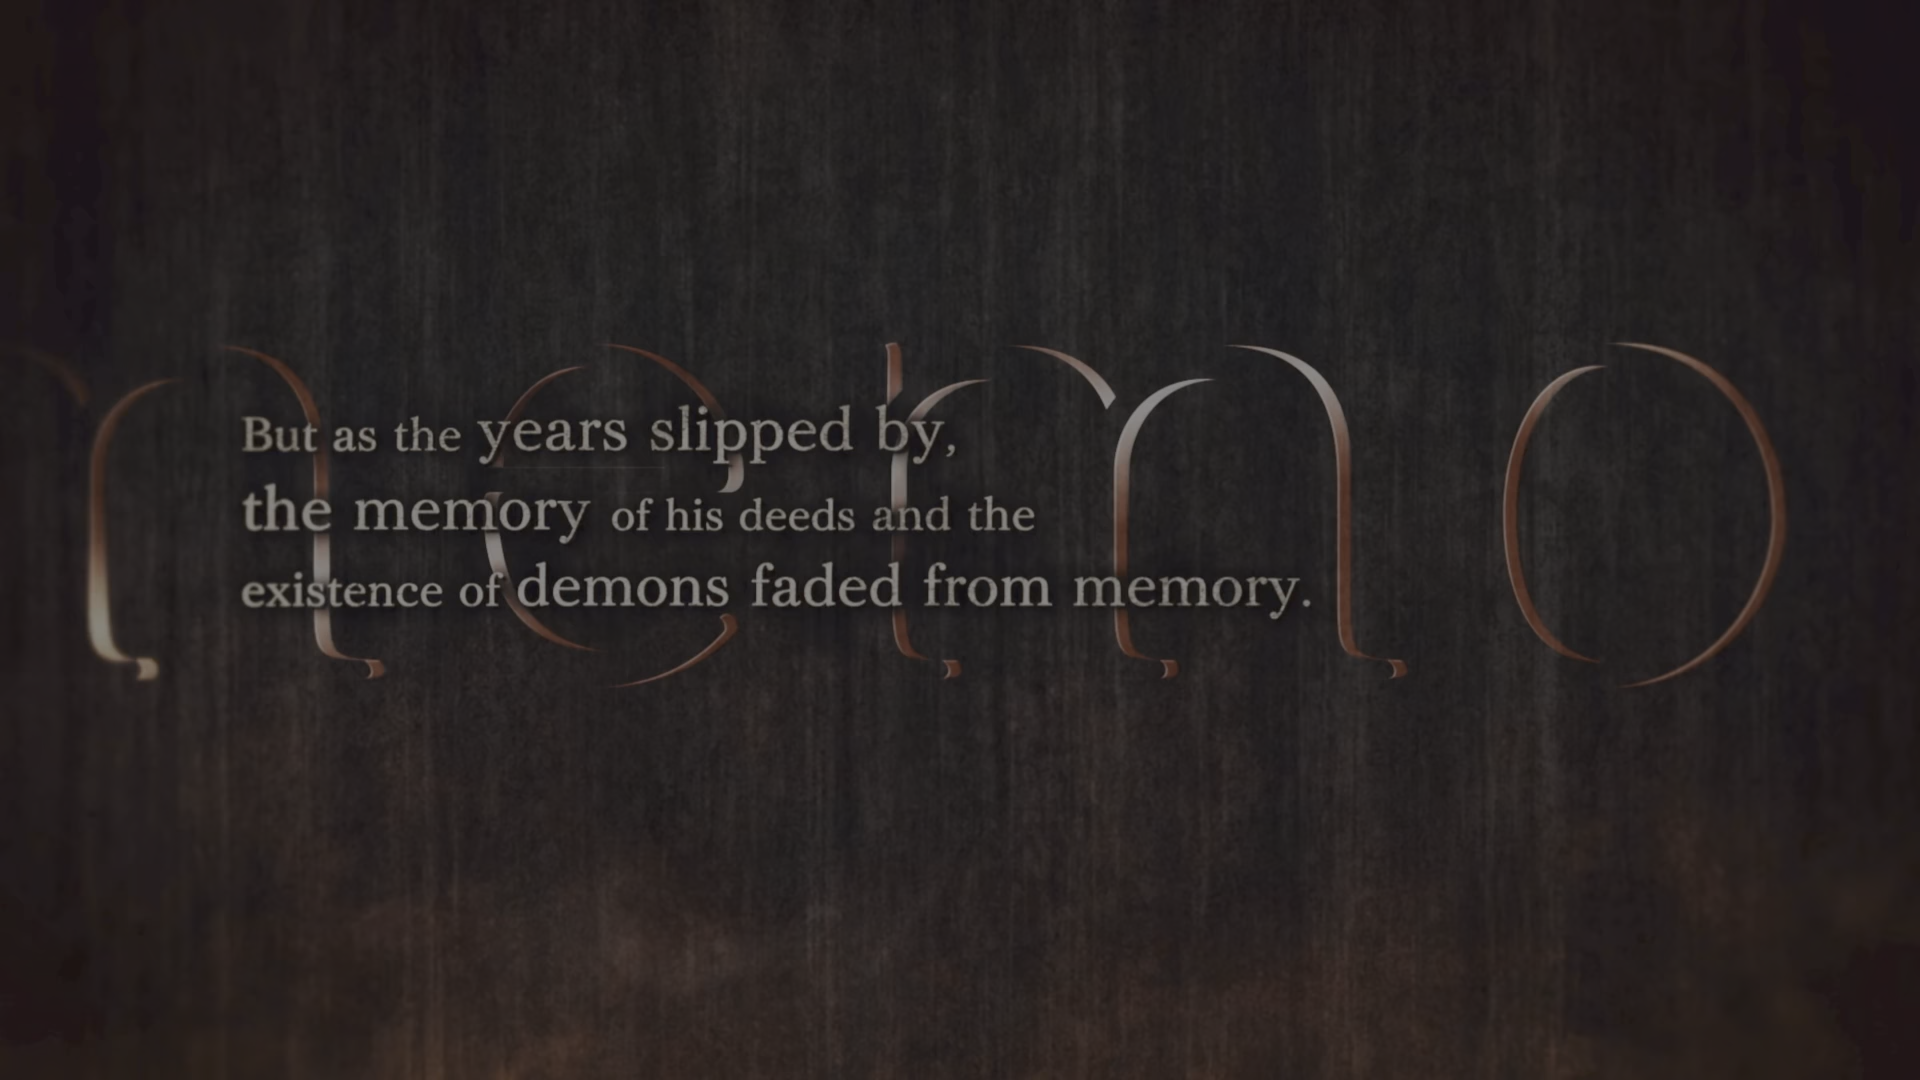 But as the years slipped by,
the memory of his deeds and the
existence of demons faded from memory.
memo